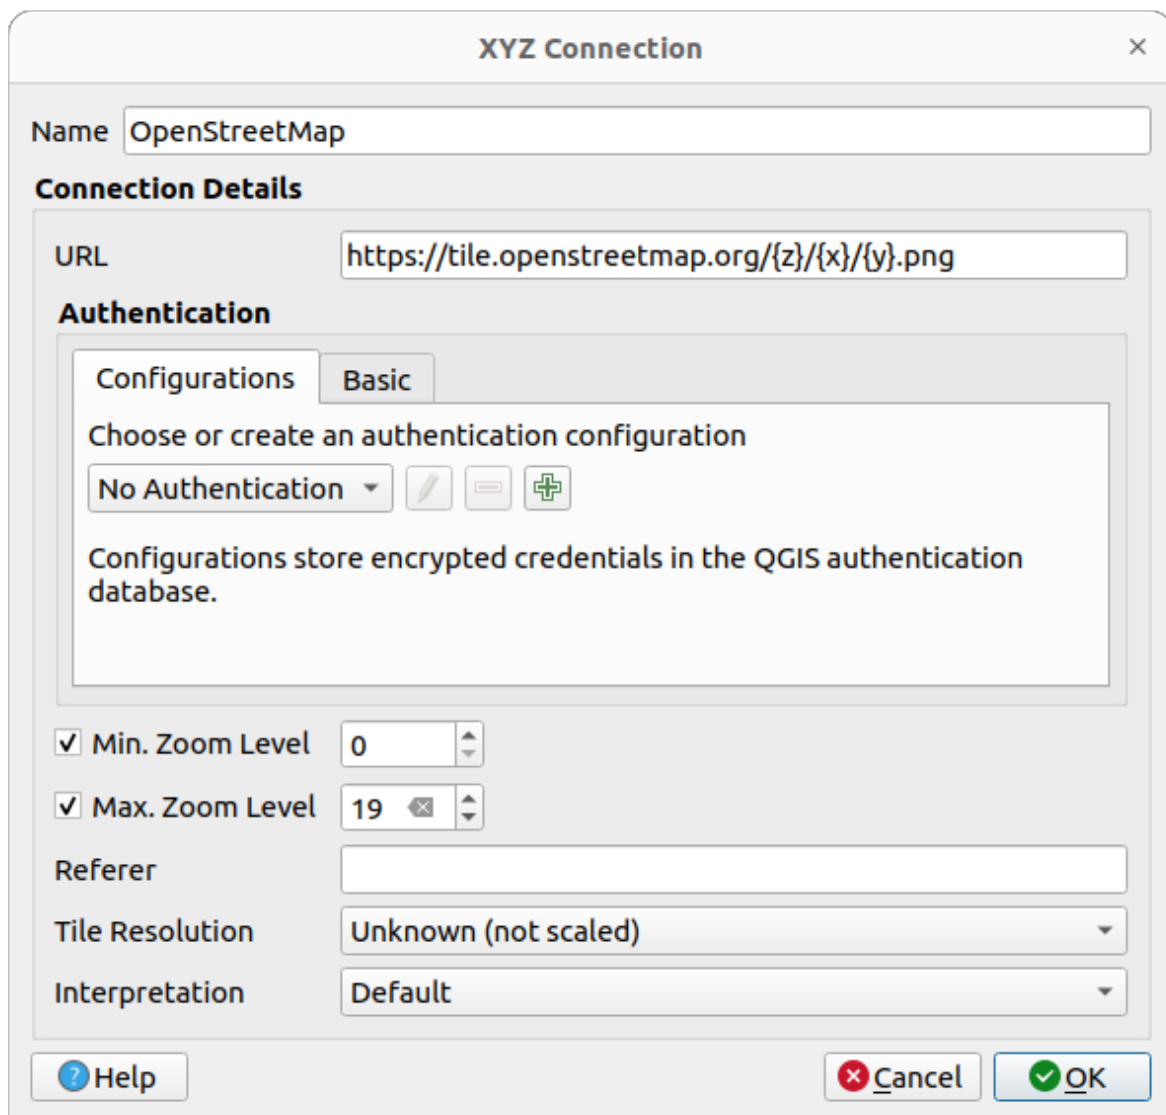 XYZ Connection
Name OpenStreetMap
Connection Details
URL https://tile.openstreetmap.org/{z}/{x}/{y}.png
Authentication
Configurations Basic
Choose or create an authentication configuration
No Authentication
Configurations store encrypted credentials in the QGIS authentication
database.
Min. Zoom Level 0
Max. Zoom Level 19
Referer
Tile Resolution Unknown (not scaled)
Interpretation Default
Help Cancel OK